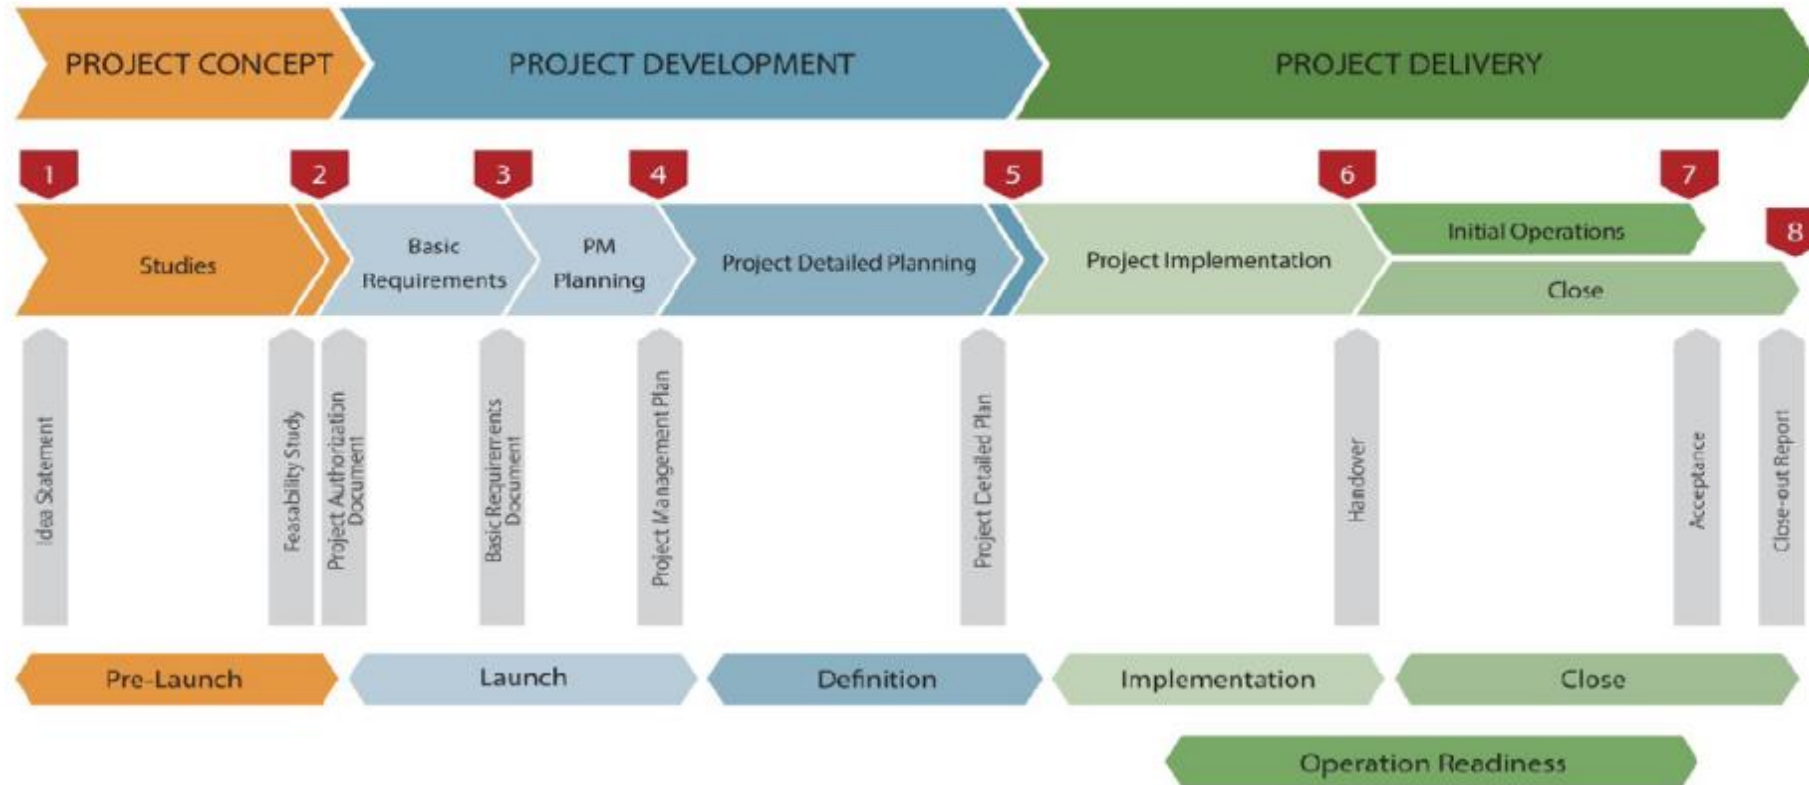 PROJECT CONCEPT
PROJECT DEVELOPMENT
PROJECT DELIVERY
1
2
3
4
5
6
7
8
Studies
Basic
Requirements
PM
Planning
Project Detailed Planning
Project Implementation
Initial Operations
Close
Idea Statement
Feasability Study
Project Authorization
Document
Basic Requirements
Document
Project Management Plan
Project Detailed Plan
Handover
Acceptance
Close-out Report
Pre-Launch
Launch
Definition
Implementation
Close
Operation Readiness